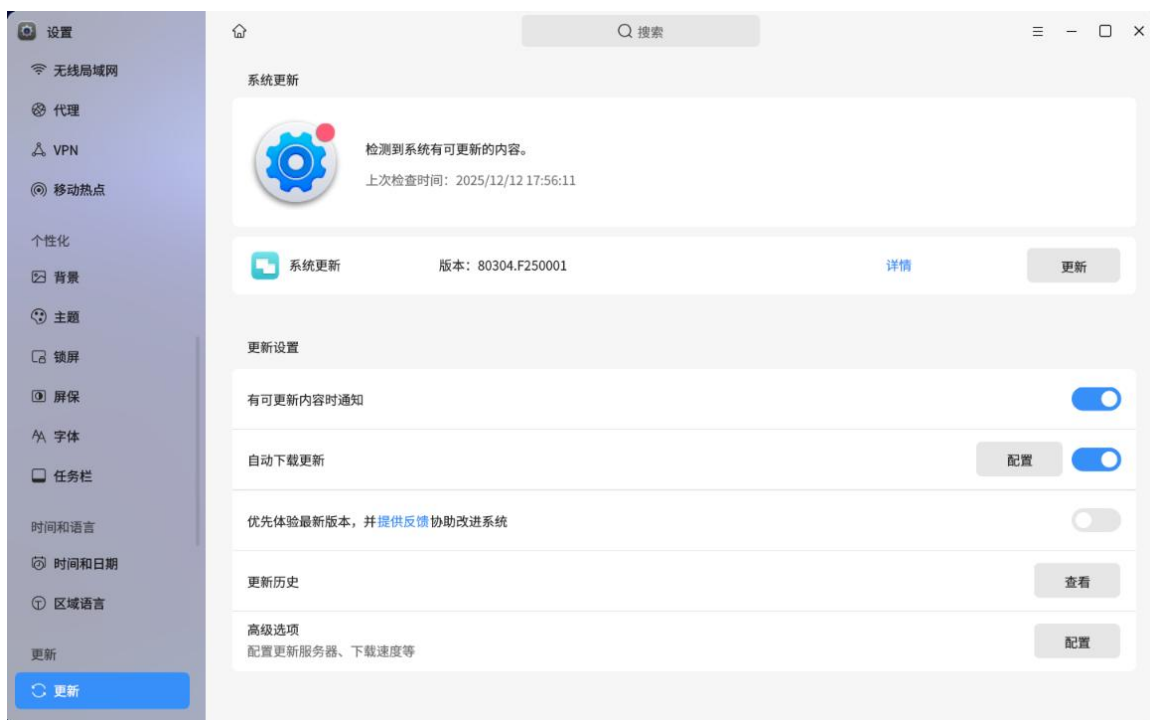 设置
无线局域网
代理
VPN
移动热点
个性化
背景
主题
锁屏
屏保
字体
任务栏
时间和语言
时间和日期
区域语言
更新
更新
搜索
系统更新
检测到系统有可更新的内容。
上次检查时间：2025/12/12 17:56:11
系统更新 版本：80304.F250001 详情 更新
更新设置
有可更新内容时通知
自动下载更新 配置
优先体验最新版本，并提供反馈协助改进系统
更新历史 查看
高级选项
配置更新服务器、下载速度等 配置